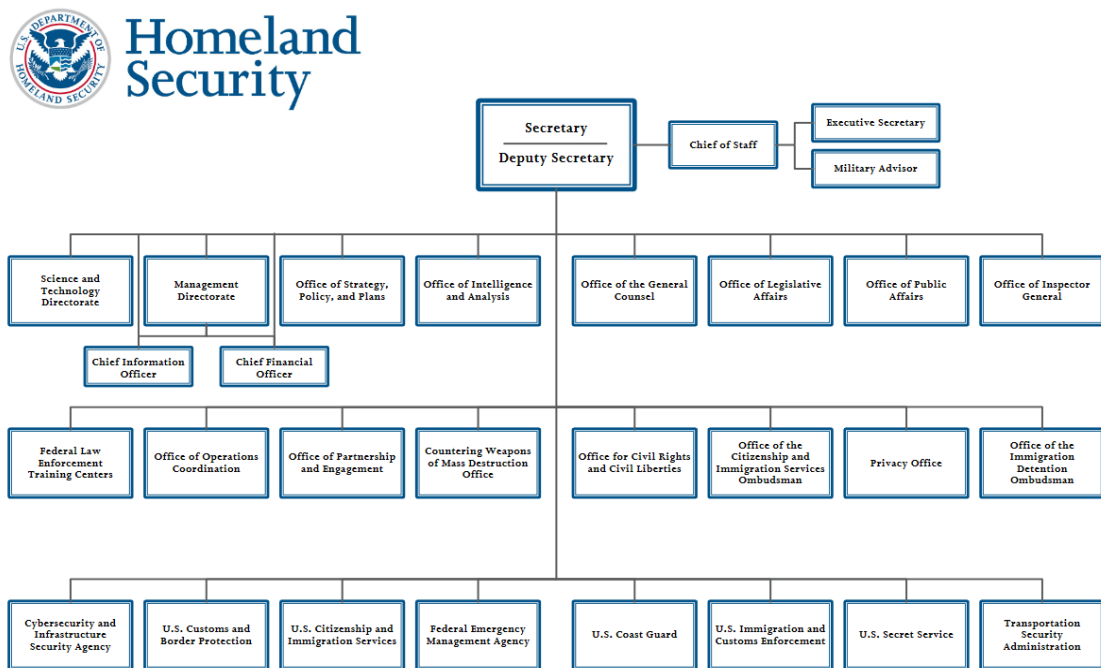 U.S. DEPARTMENT OF
HOMELAND SECURITY
Homeland
Security
Secretary
Deputy Secretary
Chief of Staff
Executive Secretary
Military Advisor
Science and
Technology
Directorate
Management
Directorate
Office of Strategy,
Policy, and Plans
Office of Intelligence
and Analysis
Office of the General
Counsel
Office of Legislative
Affairs
Office of Public
Affairs
Office of Inspector
General
Chief Information
Officer
Chief Financial
Officer
Federal Law
Enforcement
Training Centers
Office of Operations
Coordination
Office of Partnership
and Engagement
Countering Weapons
of Mass Destruction
Office
Office for Civil Rights
and Civil Liberties
Office of the
Citizenship and
Immigration Services
Ombudsman
Privacy Office
Office of the
Immigration
Detention
Ombudsman
Cybersecurity and
Infrastructure
Security Agency
U.S. Customs and
Border Protection
U.S. Citizenship and
Immigration Services
Federal Emergency
Management Agency
U.S. Coast Guard
U.S. Immigration and
Customs Enforcement
U.S. Secret Service
Transportation
Security
Administration